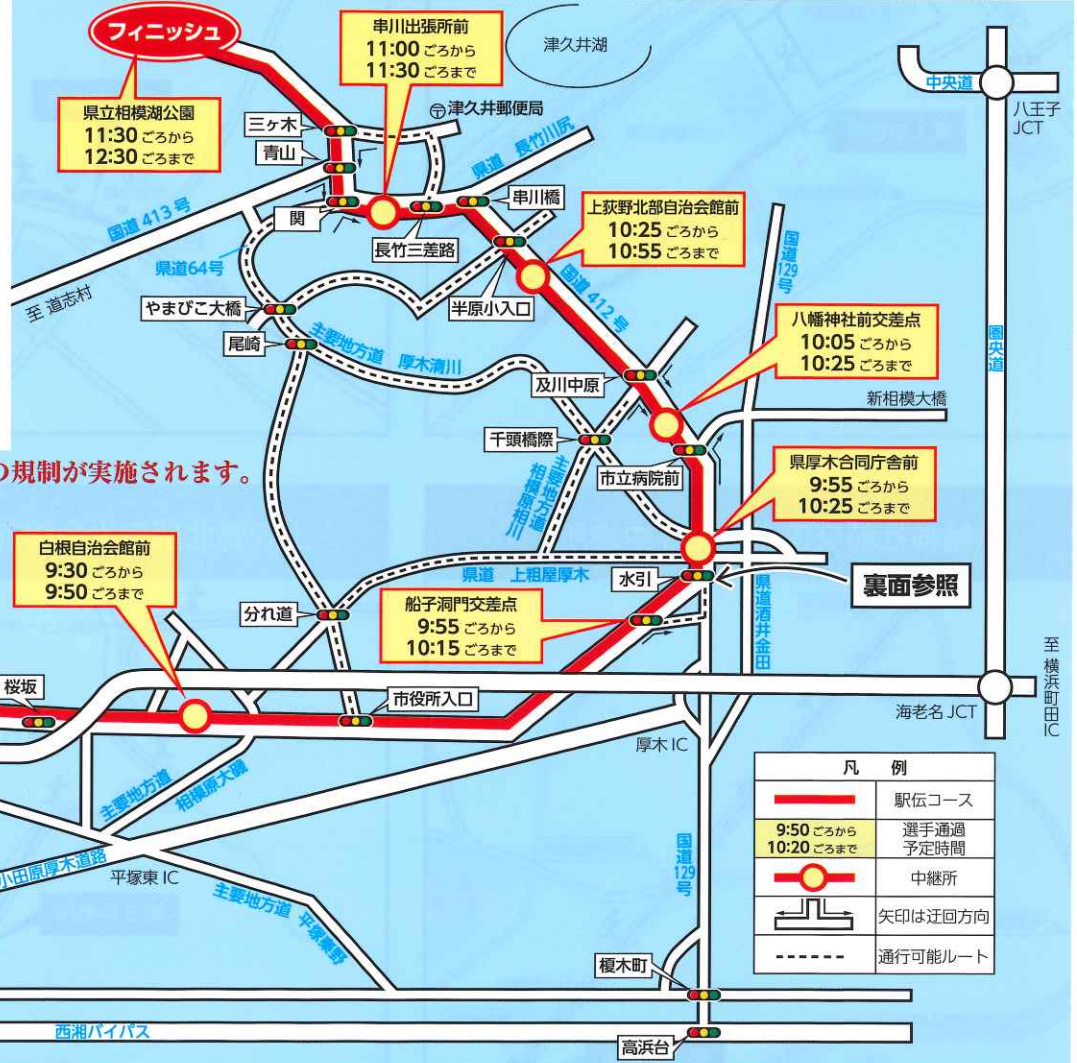 フィニッシュ
県立相模湖公園
11:30 ごろから
12:30 ごろまで
串川出張所前
11:00 ごろから
11:30 ごろまで
津久井湖
中央道
八王子
JCT
三ヶ木
〶津久井郵便局
青山
県道 長竹川尻
国道413号
関
長竹三差路
串川橋
上荻野北部自治会館前
10:25 ごろから
10:55 ごろまで
国道129号
県道64号
至 道志村
やまびこ大橋
半原小入口
国道412号
尾崎
主要地方道 厚木清川
八幡神社前交差点
10:05 ごろから
10:25 ごろまで
圏央道
及川中原
新相模大橋
千頭橋際
市立病院前
主要地方道
相模原相川
県厚木合同庁舎前
9:55 ごろから
10:25 ごろまで
の規制が実施されます。
白根自治会館前
9:30 ごろから
9:50 ごろまで
県道 上粕屋厚木
水引
裏面参照
県道酒井金田
分れ道
船子洞門交差点
9:55 ごろから
10:15 ごろまで
至 横浜町田IC
桜坂
市役所入口
海老名 JCT
厚木 IC
主要地方道
相模原大磯
小田原厚木道路
平塚東 IC
主要地方道 平塚秦野
国道129号
凡 例
駅伝コース
9:50 ごろから
10:20 ごろまで
選手通過
予定時間
中継所
矢印は迂回方向
通行可能ルート
榎木町
西湘バイパス
高浜台